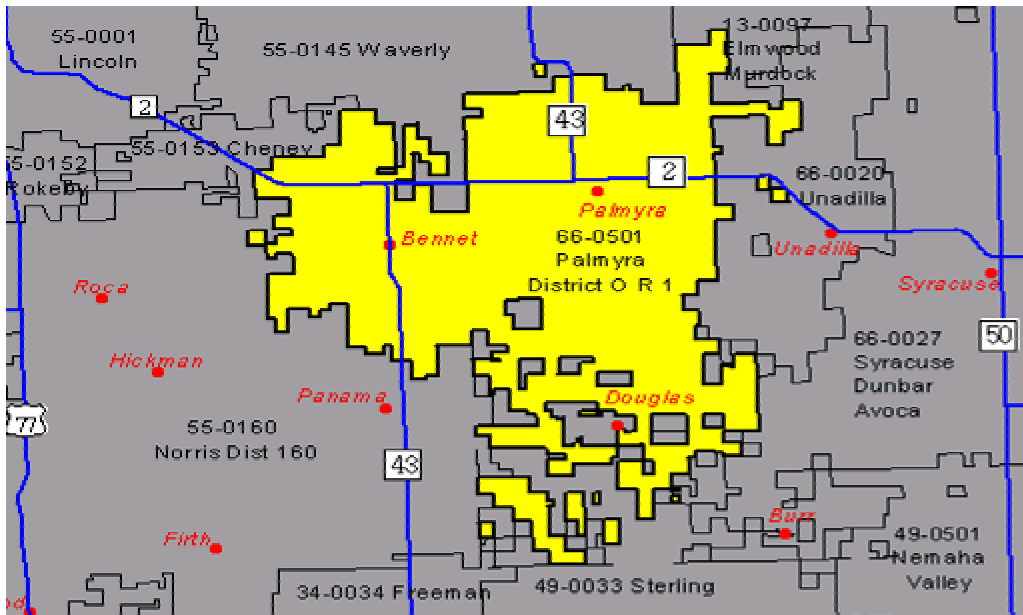 55-0001
Lincoln
55-0145 Waverly
13-0097
Elmwood
Murdock
2
43
55-0153 Cheney
55-0152
Rokeby
2
66-0020
Unadilla
Palmyra
Bennet
66-0501
Palmyra
District O R 1
Unadilla
Roca
Syracuse
50
66-0027
Syracuse
Dunbar
Avoca
Hickman
Panama
Douglas
77
55-0160
Norris Dist 160
43
Burr
Firth
49-0501
Nemaha
Valley
34-0034 Freeman
49-0033 Sterling